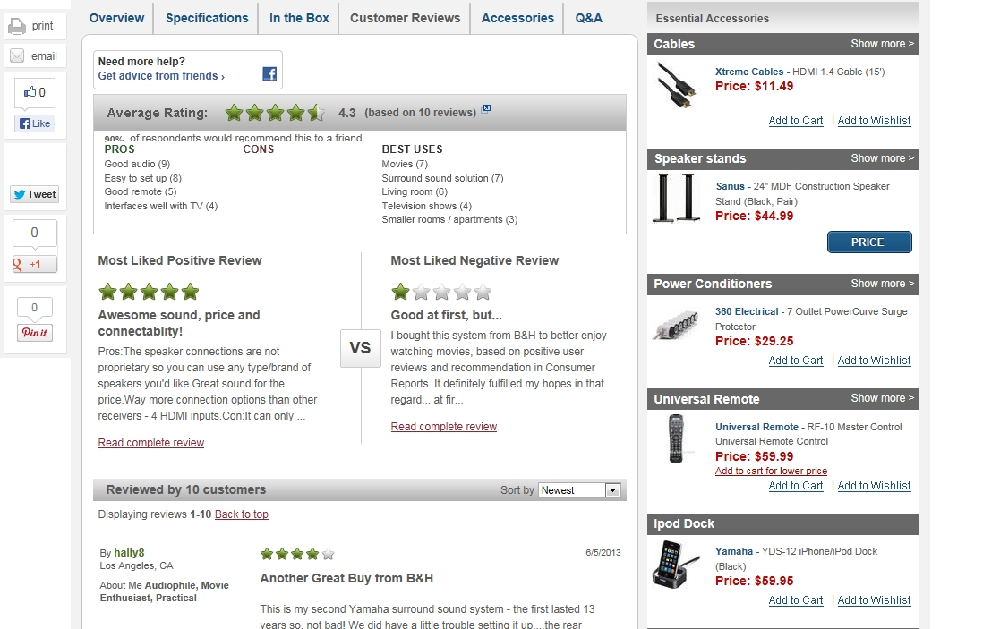 print
email
0
Like
Tweet
0
+1
0
Pinit
Overview
Specifications
In the Box
Customer Reviews
Accessories
Q&A
Need more help?
Get advice from friends ›
Average Rating:
4.3 (based on 10 reviews)
90% of respondents would recommend this to a friend
PROS
Good audio (9)
Easy to set up (8)
Good remote (5)
Interfaces well with TV (4)
CONS
BEST USES
Movies (7)
Surround sound solution (7)
Living room (6)
Television shows (4)
Smaller rooms / apartments (3)
Most Liked Positive Review
Awesome sound, price and
connectablity!
Pros:The speaker connections are not
proprietary so you can use any type/brand of
speakers you'd like.Great sound for the
price.Way more connection options than other
receivers - 4 HDMI inputs.Con:It can only ...
Read complete review
VS
Most Liked Negative Review
Good at first, but...
I bought this system from B&H to better enjoy
watching movies, based on positive user
reviews and recommendation in Consumer
Reports. It definitely fulfilled my hopes in that
regard... at fir...
Read complete review
Reviewed by 10 customers
Sort by Newest
Displaying reviews 1-10 Back to top
By hally8
Los Angeles, CA
About Me Audiophile, Movie
Enthusiast, Practical
6/5/2013
Another Great Buy from B&H
This is my second Yamaha surround sound system - the first lasted 13
years so, not bad! We did have a little trouble setting it up....the rear
Essential Accessories
Cables Show more >
Xtreme Cables - HDMI 1.4 Cable (15')
Price: $11.49
Add to Cart | Add to Wishlist
Speaker stands Show more >
Sanus - 24" MDF Construction Speaker
Stand (Black, Pair)
Price: $44.99
PRICE
Power Conditioners Show more >
360 Electrical - 7 Outlet PowerCurve Surge
Protector
Price: $29.25
Add to Cart | Add to Wishlist
Universal Remote Show more >
Universal Remote - RF-10 Master Control
Universal Remote Control
Price: $59.99
Add to cart for lower price
Add to Cart | Add to Wishlist
Ipod Dock
Yamaha - YDS-12 iPhone/iPod Dock
(Black)
Price: $59.95
Add to Cart | Add to Wishlist